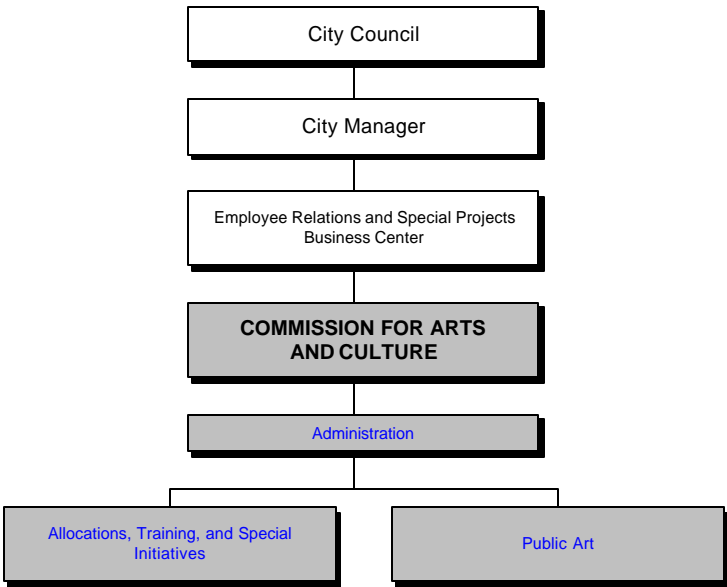 City Council
City Manager
Employee Relations and Special Projects
Business Center
COMMISSION FOR ARTS
AND CULTURE
Administration
Allocations, Training, and Special
Initiatives
Public Art